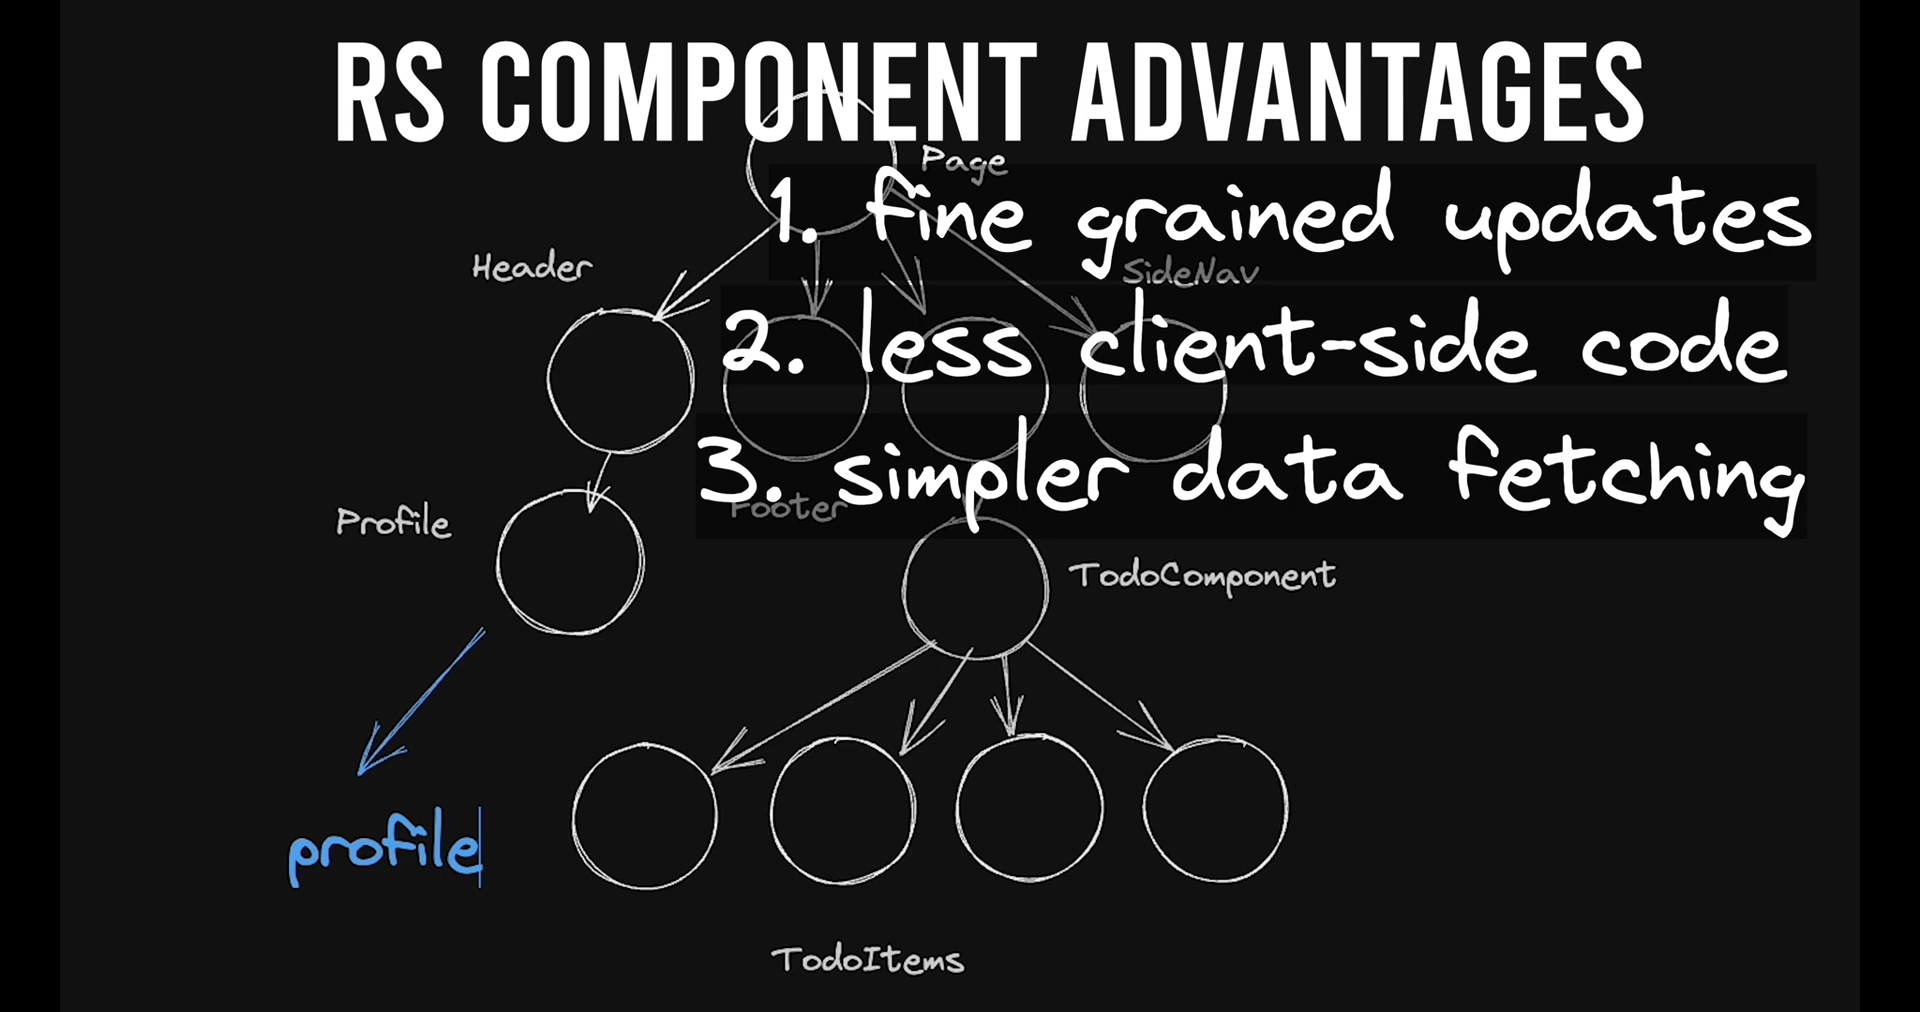 RS COMPONENT ADVANTAGES
Page
1. fine grained updates
Header
SideNav
2. less client-side code
3. simpler data fetching
Footer
Profile
TodoComponent
profile
TodoItems